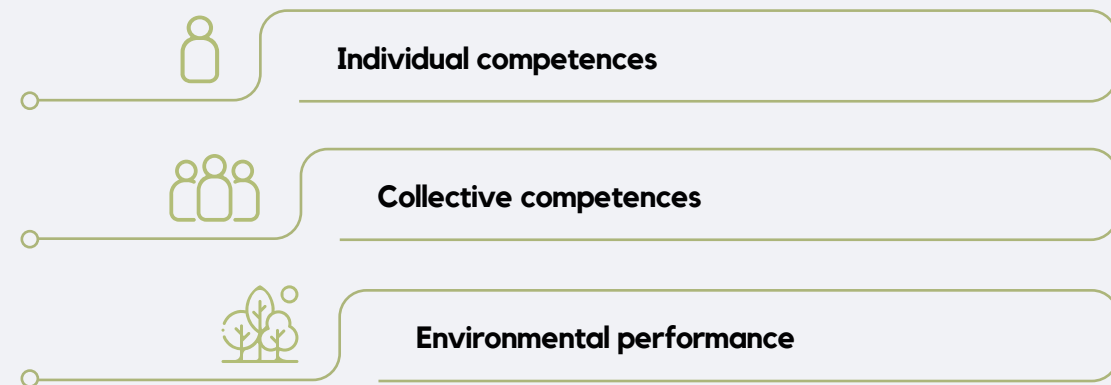 Individual competences
Collective competences
Environmental performance